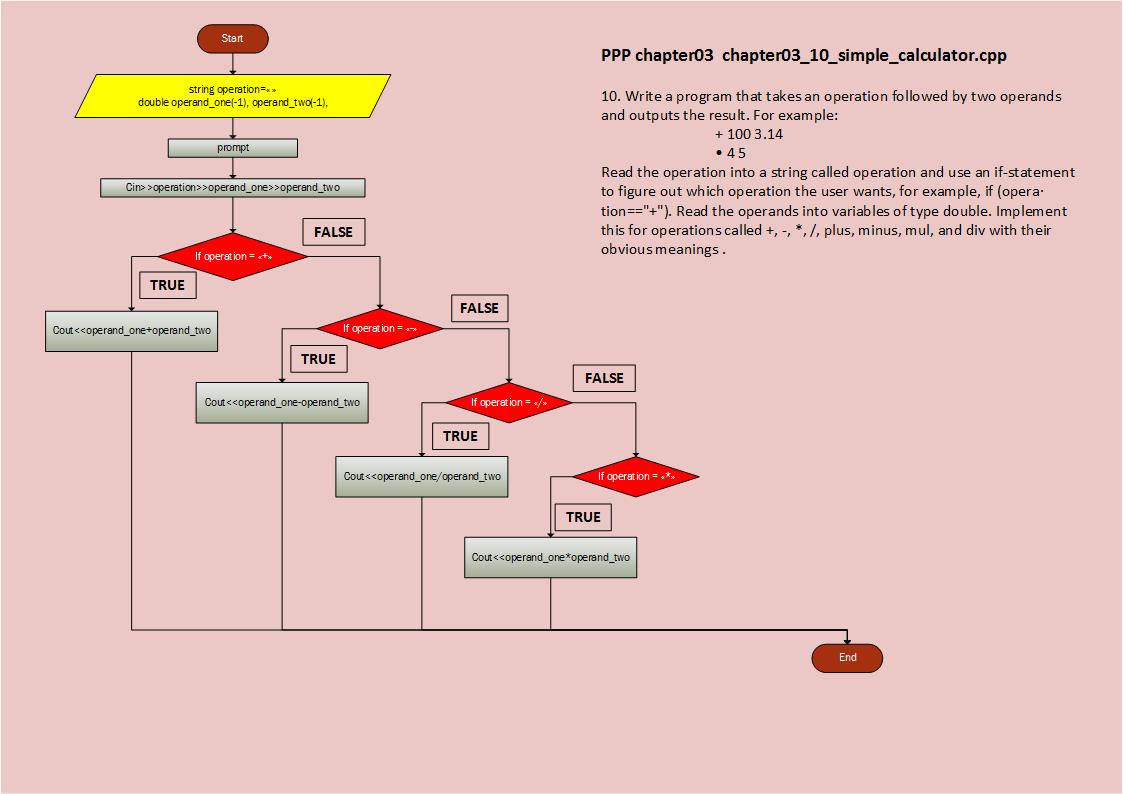 Start
string operation=«»
double operand_one(-1), operand_two(-1),
prompt
Cin>>operation>>operand_one>>operand_two
FALSE
If operation = «+»
TRUE
Cout<<operand_one+operand_two
FALSE
If operation = «-»
TRUE
Cout<<operand_one-operand_two
FALSE
If operation = «/»
TRUE
Cout<<operand_one/operand_two
If operation = «*»
TRUE
Cout<<operand_one*operand_two
End
PPP chapter03 chapter03_10_simple_calculator.cpp
10. Write a program that takes an operation followed by two operands
and outputs the result. For example:
+ 100 3.14
• 4 5
Read the operation into a string called operation and use an if-statement
to figure out which operation the user wants, for example, if (opera·
tion=="+"). Read the operands into variables of type double. Implement
this for operations called +, -, *, /, plus, minus, mul, and div with their
obvious meanings .